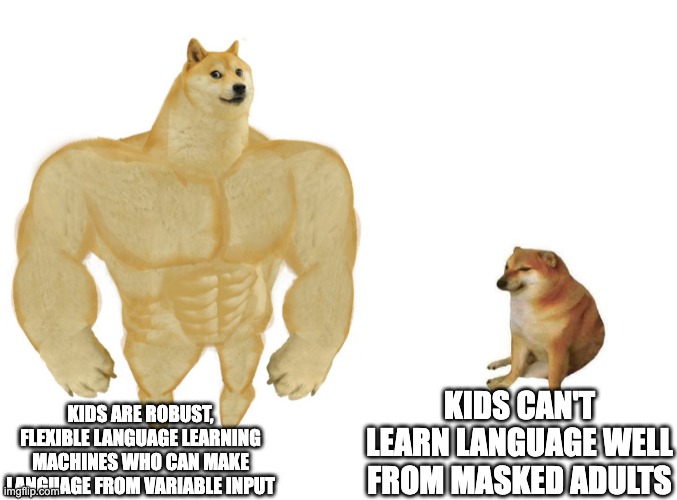 KIDS ARE ROBUST,
FLEXIBLE LANGUAGE LEARNING
MACHINES WHO CAN MAKE
LANGUAGE FROM VARIABLE INPUT
KIDS CAN'T
LEARN LANGUAGE WELL
FROM MASKED ADULTS
imgflip.com